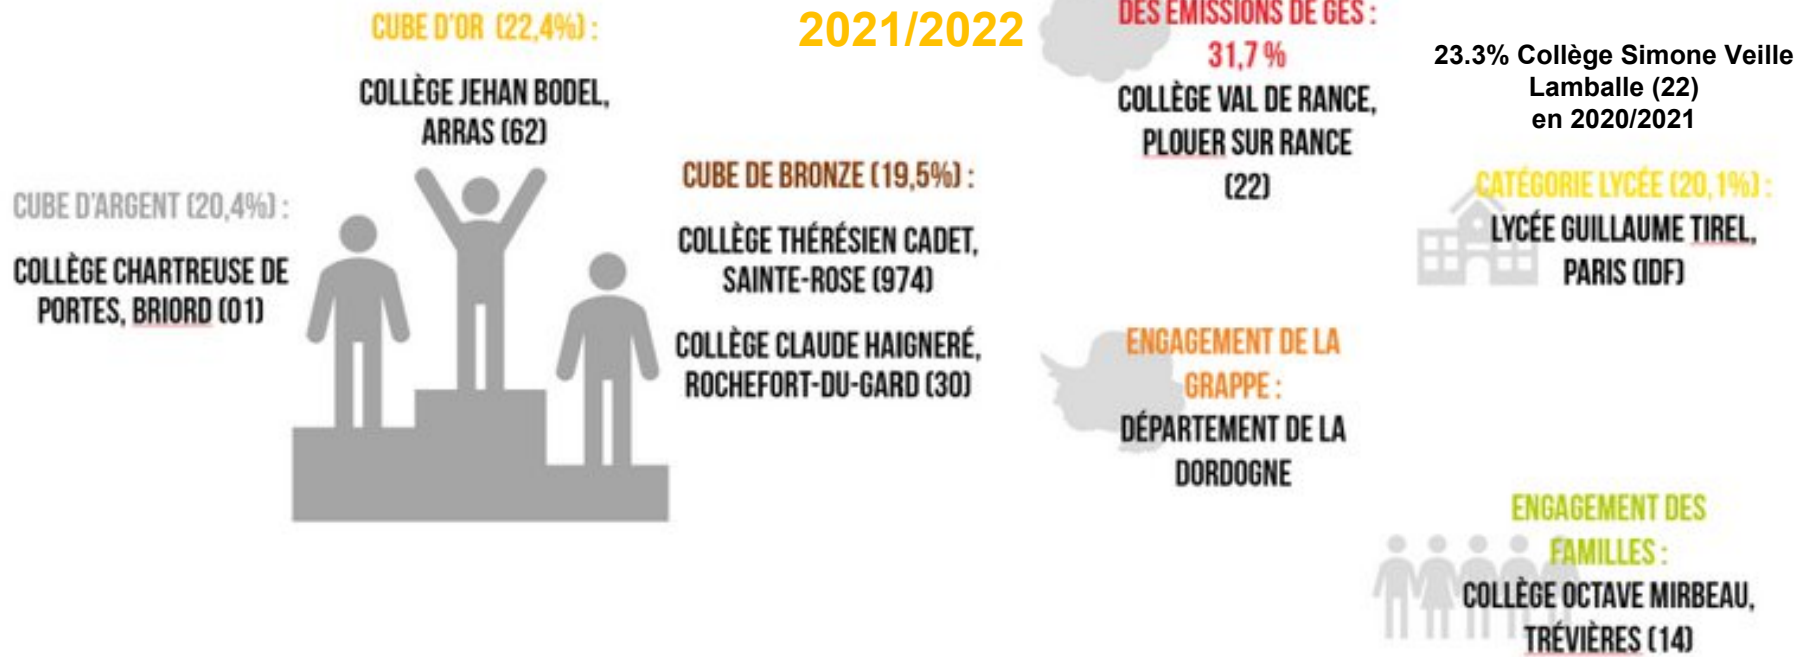 2021/2022
CUBE D'OR (22,4%) :
COLLÈGE JEHAN BODEL,
ARRAS (62)
CUBE D'ARGENT (20,4%) :
COLLÈGE CHARTREUSE DE
PORTES, BRIORD (01)
CUBE DE BRONZE (19,5%) :
COLLÈGE THÉRÉSIEN CADET,
SAINTE-ROSE (974)
COLLÈGE CLAUDE HAIGNERÉ,
ROCHEFORT-DU-GARD (30)
DES ÉMISSIONS DE GES :
31,7 %
COLLÈGE VAL DE RANCE,
PLOUER SUR RANCE
(22)
23.3% Collège Simone Veille
Lamballe (22)
en 2020/2021
CATÉGORIE LYCÉE (20,1%) :
LYCÉE GUILLAUME TIREL,
PARIS (IDF)
ENGAGEMENT DE LA
GRAPPE :
DÉPARTEMENT DE LA
DORDOGNE
ENGAGEMENT DES
FAMILLES :
COLLÈGE OCTAVE MIRBEAU,
TRÉVIÈRES (14)